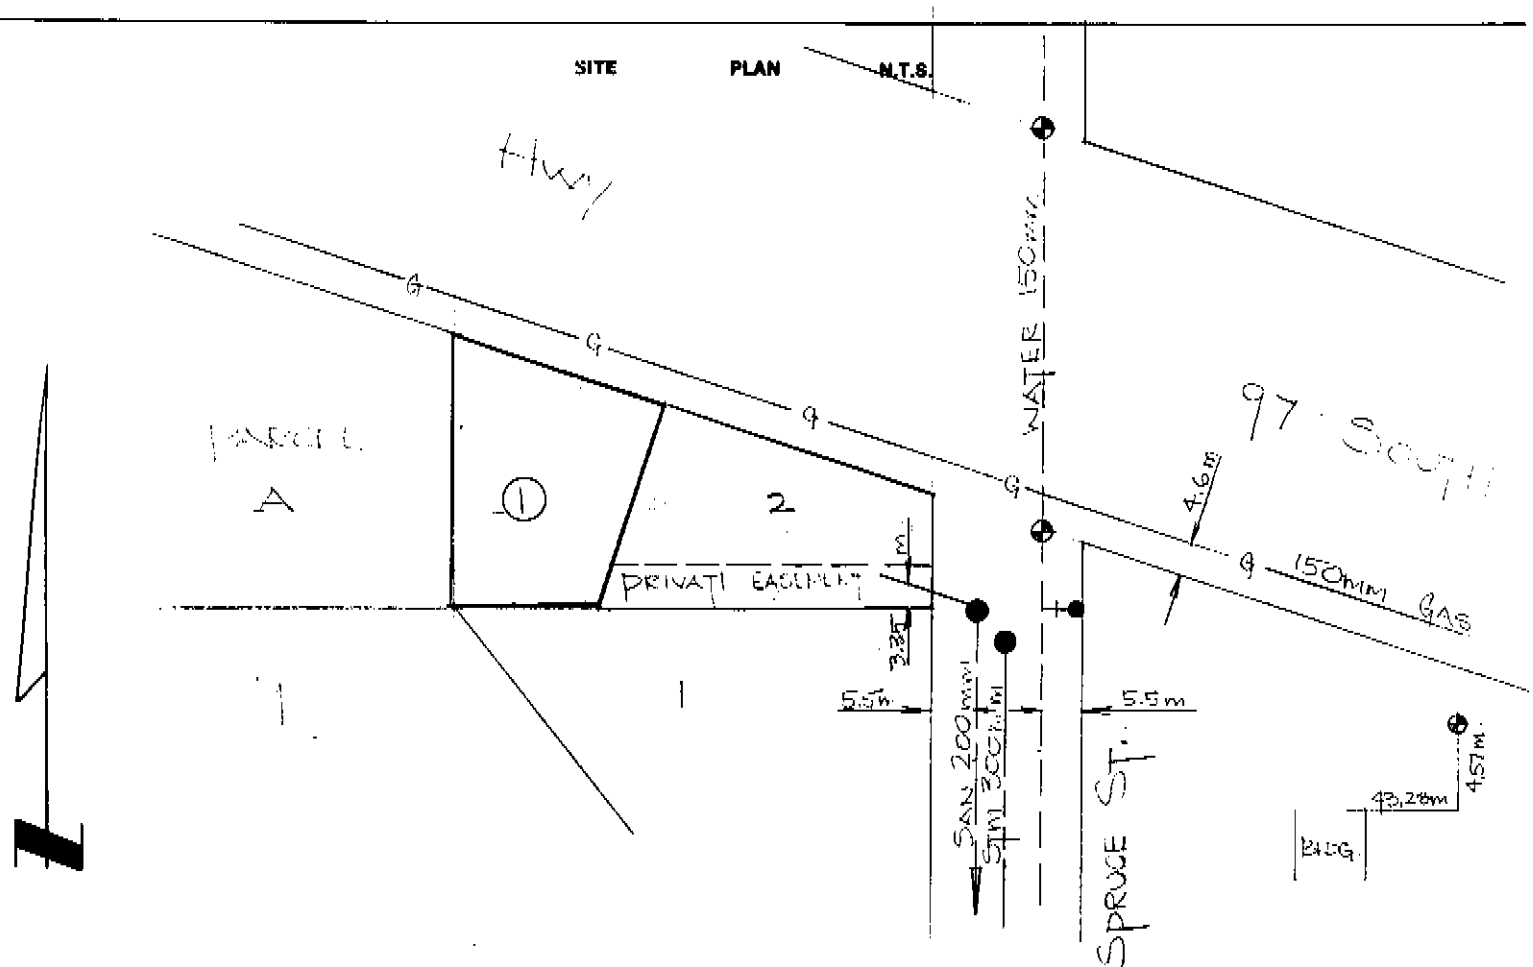 SITE PLAN N.T.S.
Hwy
WATER 150mm
G
G
G
97 SOUTH
G
4.6m
PARCEL
A
1
2
G
150mm GAS
m
PRIVATE EASEMENT
3.35
1
1
5.5m
5.5m
SAN 200mm
STM 300mm
SPRUCE ST.
4.57m
43.28m
BLDG.